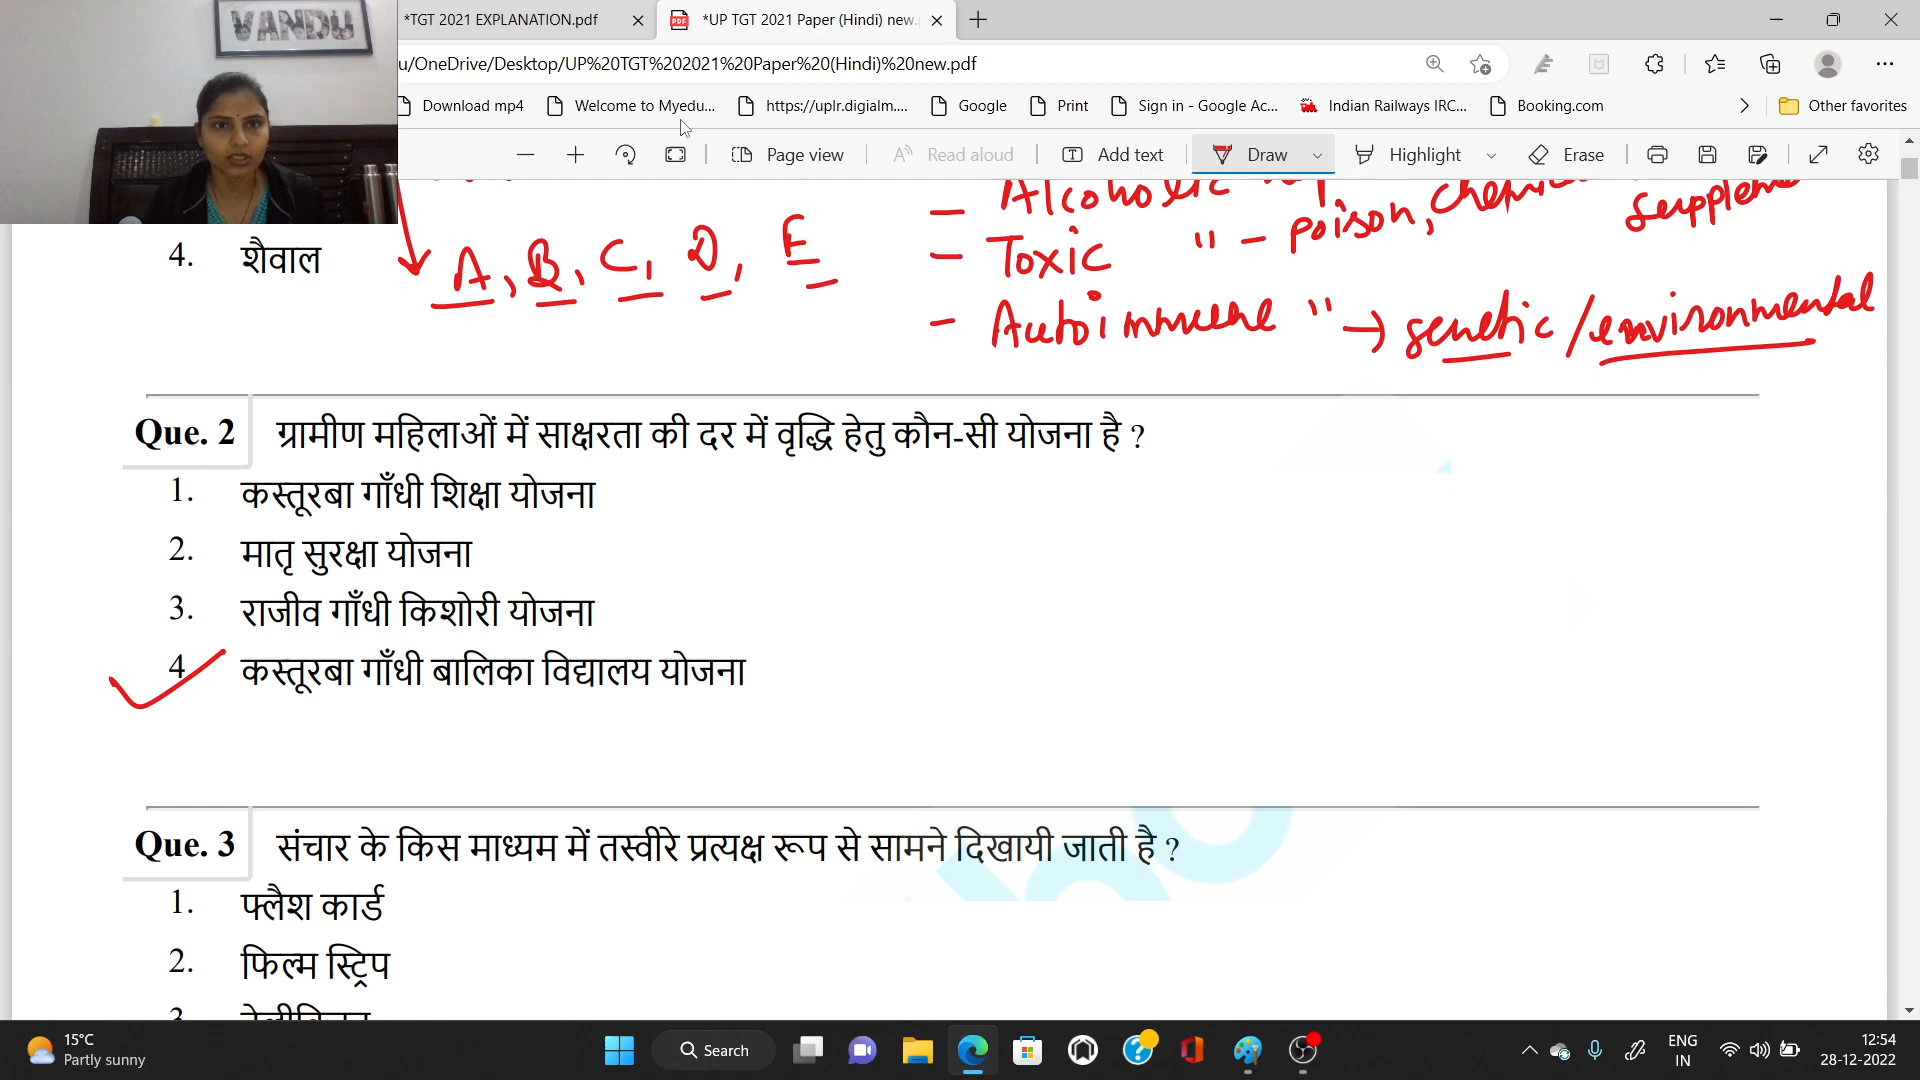 VANDU
*TGT 2021 EXPLANATION.pdf
*UP TGT 2021 Paper (Hindi) new.
u/OneDrive/Desktop/UP%20TGT%202021%20Paper%20(Hindi)%20new.pdf
Download mp4
Welcome to Myedu...
https://uplr.digialm....
Google
Print
Sign in - Google Ac...
Indian Railways IRC...
Booking.com
Other favorites
Page view
Read aloud
Add text
Draw
Highlight
Erase
4. शैवाल
A, B, C, D, E
- Toxic " - poison,
- Autoimmune " → genetic/environmental
Que. 2 ग्रामीण महिलाओं में साक्षरता की दर में वृद्धि हेतु कौन-सी योजना है ?
1. कस्तूरबा गाँधी शिक्षा योजना
2. मातृ सुरक्षा योजना
3. राजीव गाँधी किशोरी योजना
4 कस्तूरबा गाँधी बालिका विद्यालय योजना
Que. 3 संचार के किस माध्यम में तस्वीरे प्रत्यक्ष रूप से सामने दिखायी जाती है ?
1. फ्लैश कार्ड
2. फिल्म स्ट्रिप
15°C
Partly sunny
Search
ENG
IN
12:54
28-12-2022